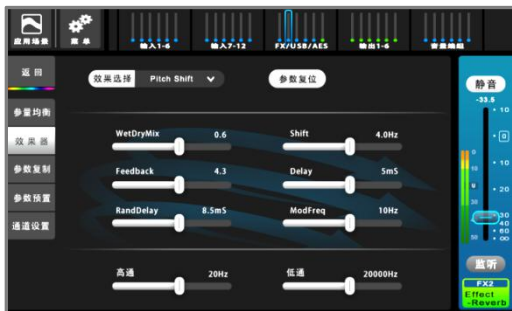 应用场景
菜单
输入1-6
输入7-12
FX/USB/AES
输出1-6
音量编组
返回
效果选择
Pitch Shift
参数复位
静音
-33.5
10
0
参量均衡
WetDryMix 0.6
Shift 4.0Hz
效果器
10
参数复制
Feedback 4.3
Delay 5mS
20
参数预置
RandDelay 8.5mS
ModFreq 10Hz
30
40
60
∞
通道设置
高通 20Hz
低通 20000Hz
监听
FX2
Effect
-Reverb